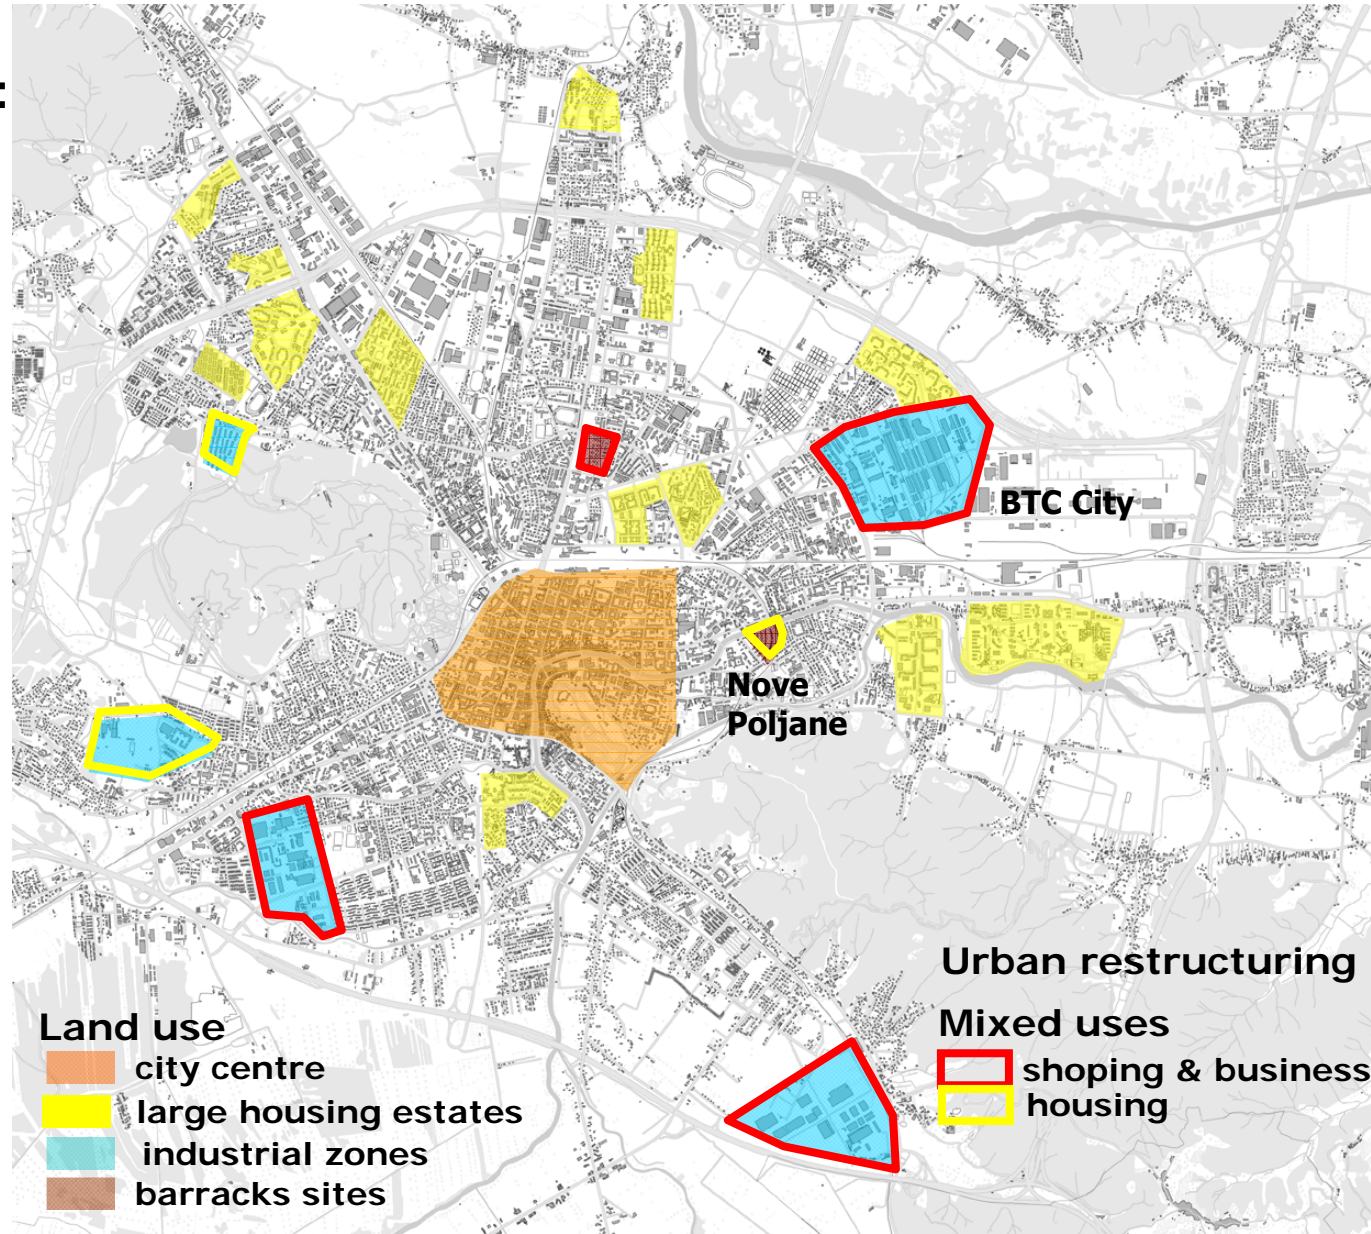 :
BTC City
Nove
Poljane
Urban restructuring
Mixed uses
shoping & business
housing
Land use
city centre
large housing estates
industrial zones
barracks sites